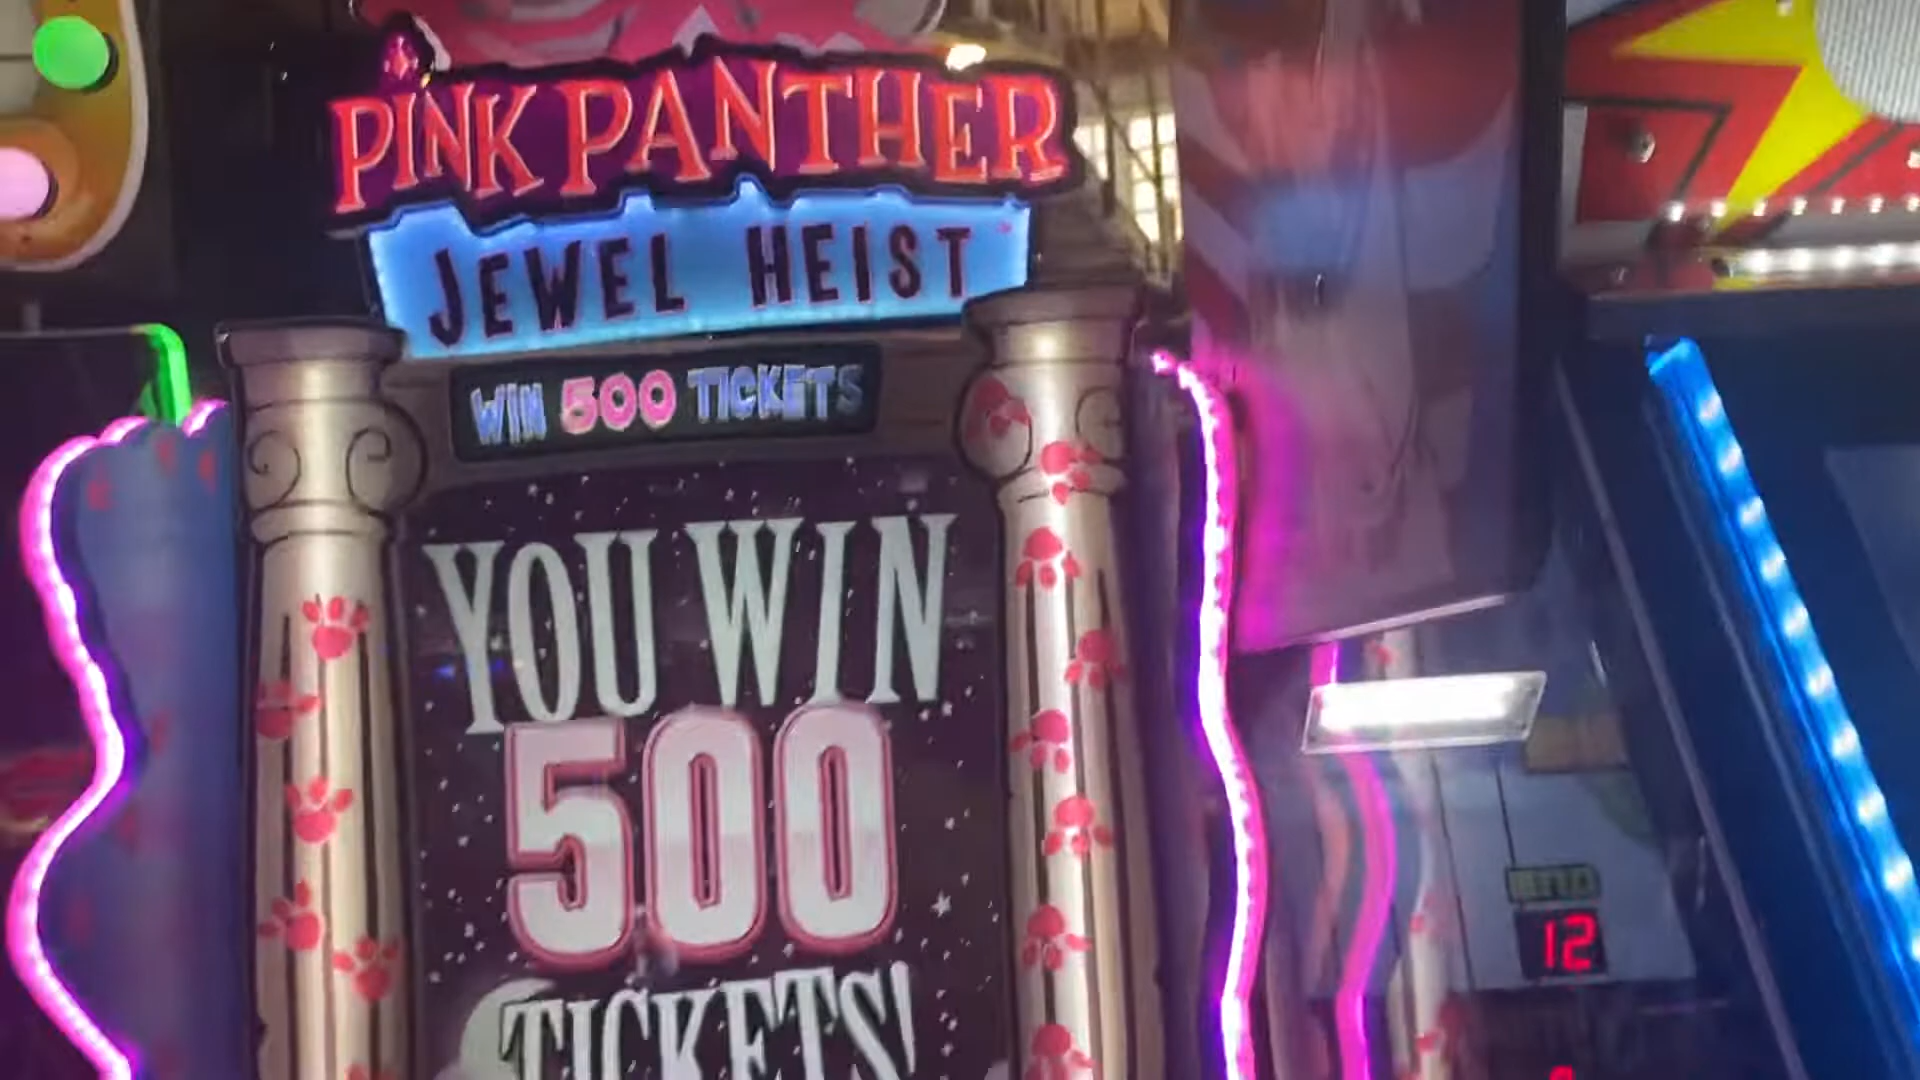 PINK PANTHER
JEWEL HEIST
WIN 500 TICKETS
YOU WIN
500
TICKETS!
12